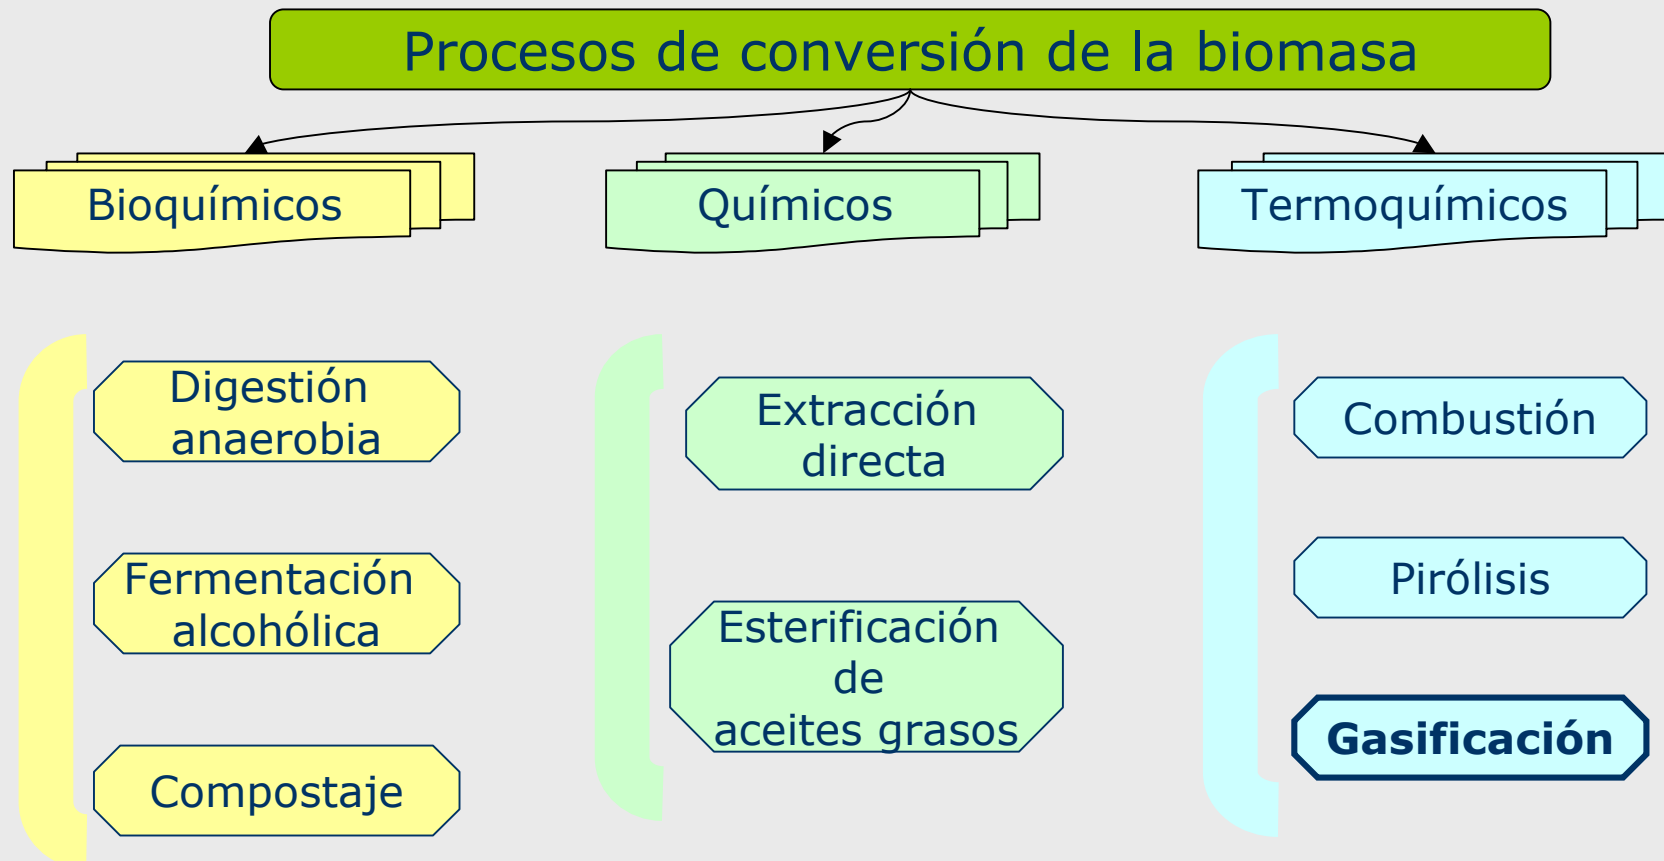 Procesos de conversión de la biomasa
Bioquímicos
Químicos
Termoquímicos
Digestión
anaerobia
Fermentación
alcohólica
Compostaje
Extracción
directa
Esterificación
de
aceites grasos
Combustión
Pirólisis
Gasificación